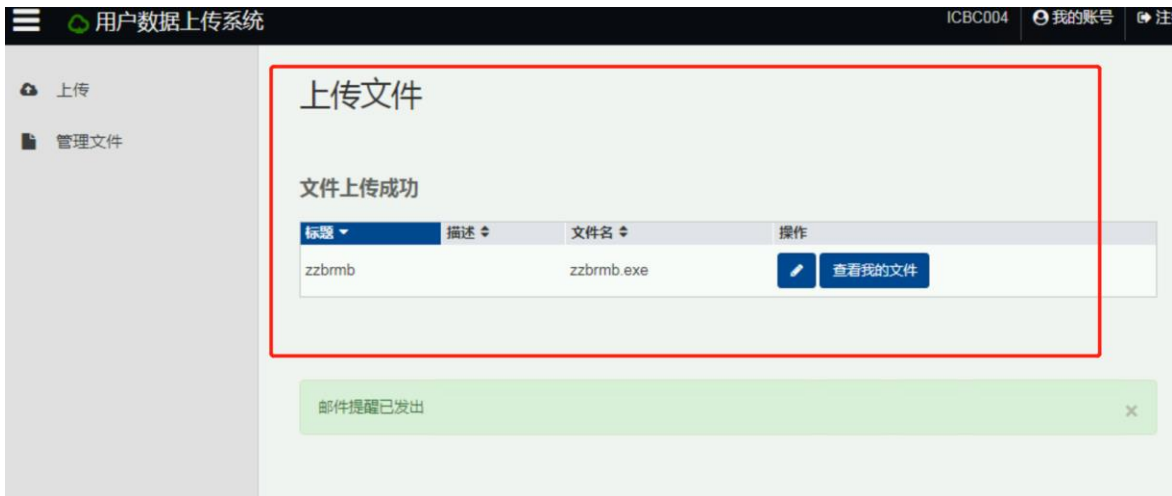 用户数据上传系统 ICBC004 我的账号 注
上传
管理文件
上传文件
文件上传成功
标题 描述 文件名 操作
zzbrmb zzbrmb.exe 查看我的文件
邮件提醒已发出